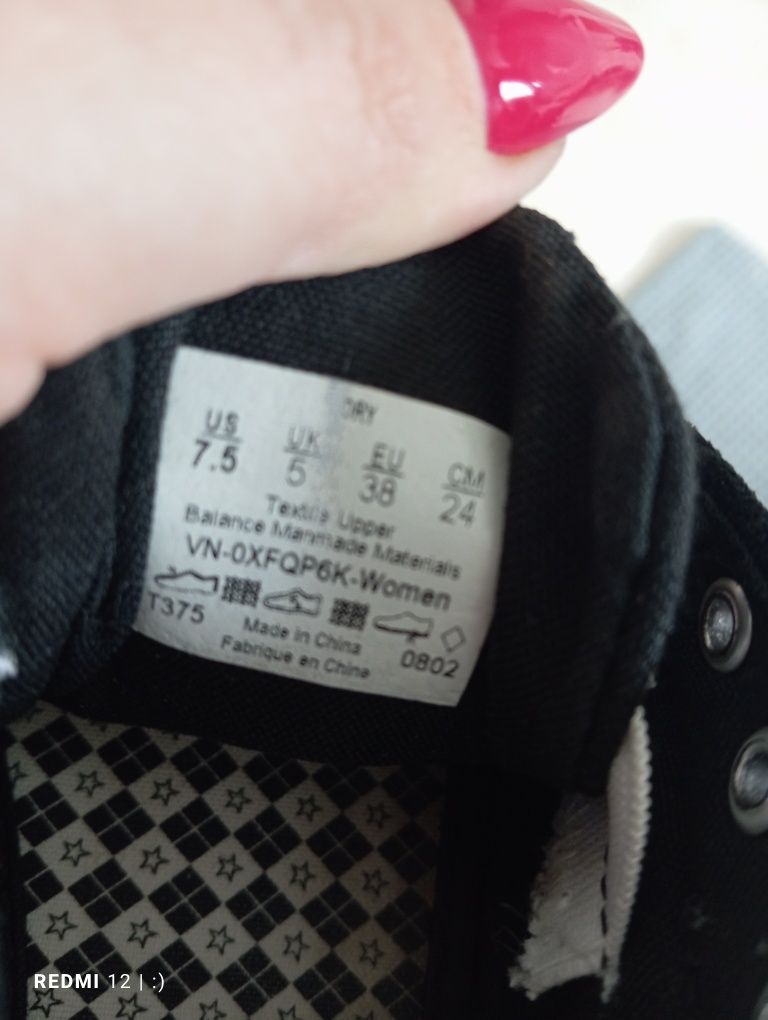 DRY
US UK EU CM
7.5 5 38 24
Textile Upper
Balance Manmade Materials
VN-0XFQP6K-Women
T375
Made in China
Fabrique en Chine 0802
REDMI 12 | :)